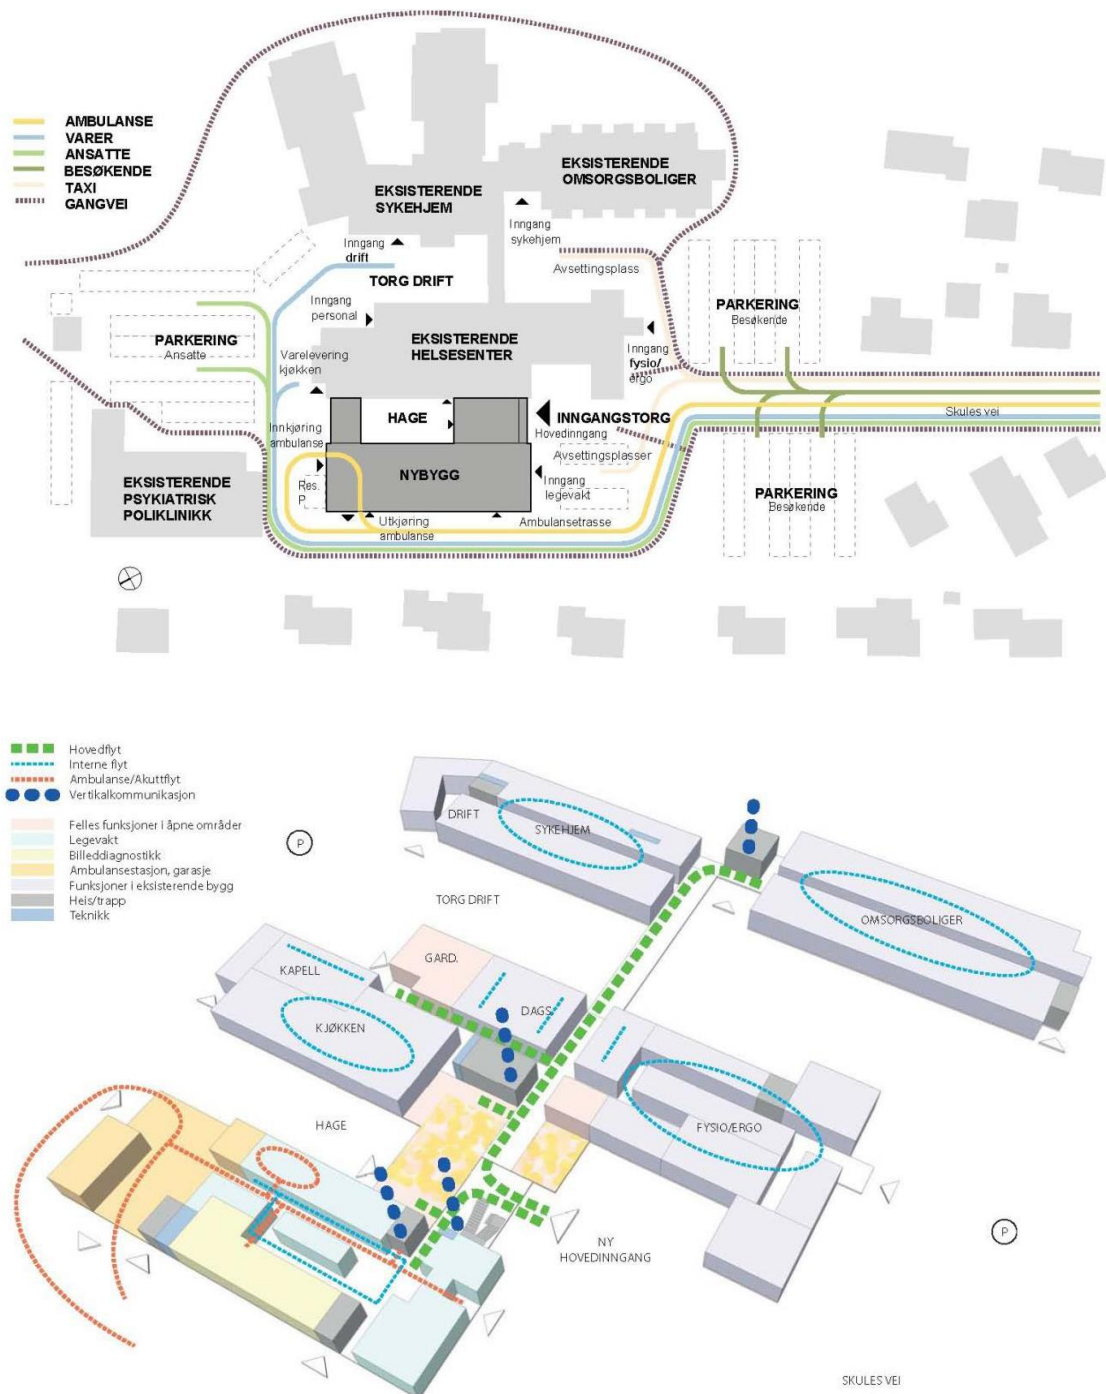 AMBULANSE
VARER
ANSATTE
BESØKENDE
TAXI
GANGVEI
EKSISTERENDE
OMSORGSBOLIGER
EKSISTERENDE
SYKEHJEM
Inngang
sykehjem
Inngang
drift
TORG DRIFT
Avsettingsplass
Inngang
personal
PARKERING
Ansatte
PARKERING
Besøkende
EKSISTERENDE
HELSESENTER
Varelevering
kjøkken
Inngang
fysio/
ergo
HAGE
INNGANGSTORG
Hovedinngang
Skules vei
Innkjøring
ambulanse
Avsettingsplasser
NYBYGG
Inngang
legevakt
EKSISTERENDE
PSYKIATRISK
POLIKLINIKK
Res.
P
PARKERING
Besøkende
Utkjøring
ambulanse
Ambulansetrasse
Hovedflyt
Interne flyt
Ambulanse/Akuttflyt
Vertikalkommunikasjon
Felles funksjoner i åpne områder
Legevakt
Billeddiagnostikk
Ambulansestasjon, garasje
Funksjoner i eksisterende bygg
Heis/trapp
Teknikk
P
DRIFT
SYKEHJEM
TORG DRIFT
OMSORGSBOLIGER
GARD.
KAPELL
DAGS.
KJØKKEN
HAGE
FYSIO/ERGO
NY
HOVEDINNGANG
P
SKULES VEI